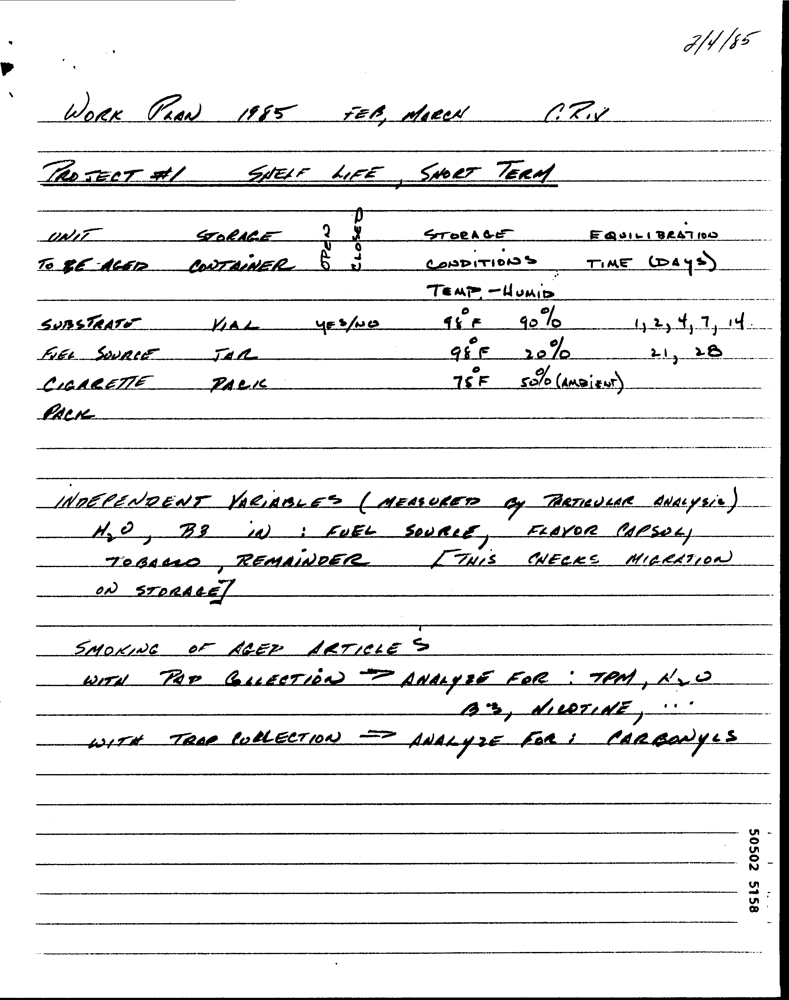 2/4/85
WORK PLAN 1985 FEB, MARCH C. RIX
PROJECT #1 SHELF LIFE, SHORT TERM
UNIT STORAGE OPEN CLOSED STORAGE EQUILIBRATION
TO BE AGED CONTAINER CONDITIONS TIME (DAYS)
TEMP. - HUMID
SUBSTRATE VIAL YES/NO 98°F 90% 1, 2, 4, 7, 14
FUEL SOURCE JAR 98°F 20% 21, 28
CIGARETTE PACK 75°F 50% (AMBIENT)
PACK
INDEPENDENT VARIABLES (MEASURED BY PARTICULAR ANALYSIS)
H2O, B3 IN : FUEL SOURCE, FLAVOR CAPSUL,
TOBACCO, REMAINDER [THIS CHECKS MIGRATION
ON STORAGE]
SMOKING OF AGED ARTICLES
WITH PAD COLLECTION => ANALYZE FOR : TPM, H2O
B3, NICOTINE, ...
WITH TRAP COLLECTION => ANALYZE FOR : CARBONYLS
50502 5158